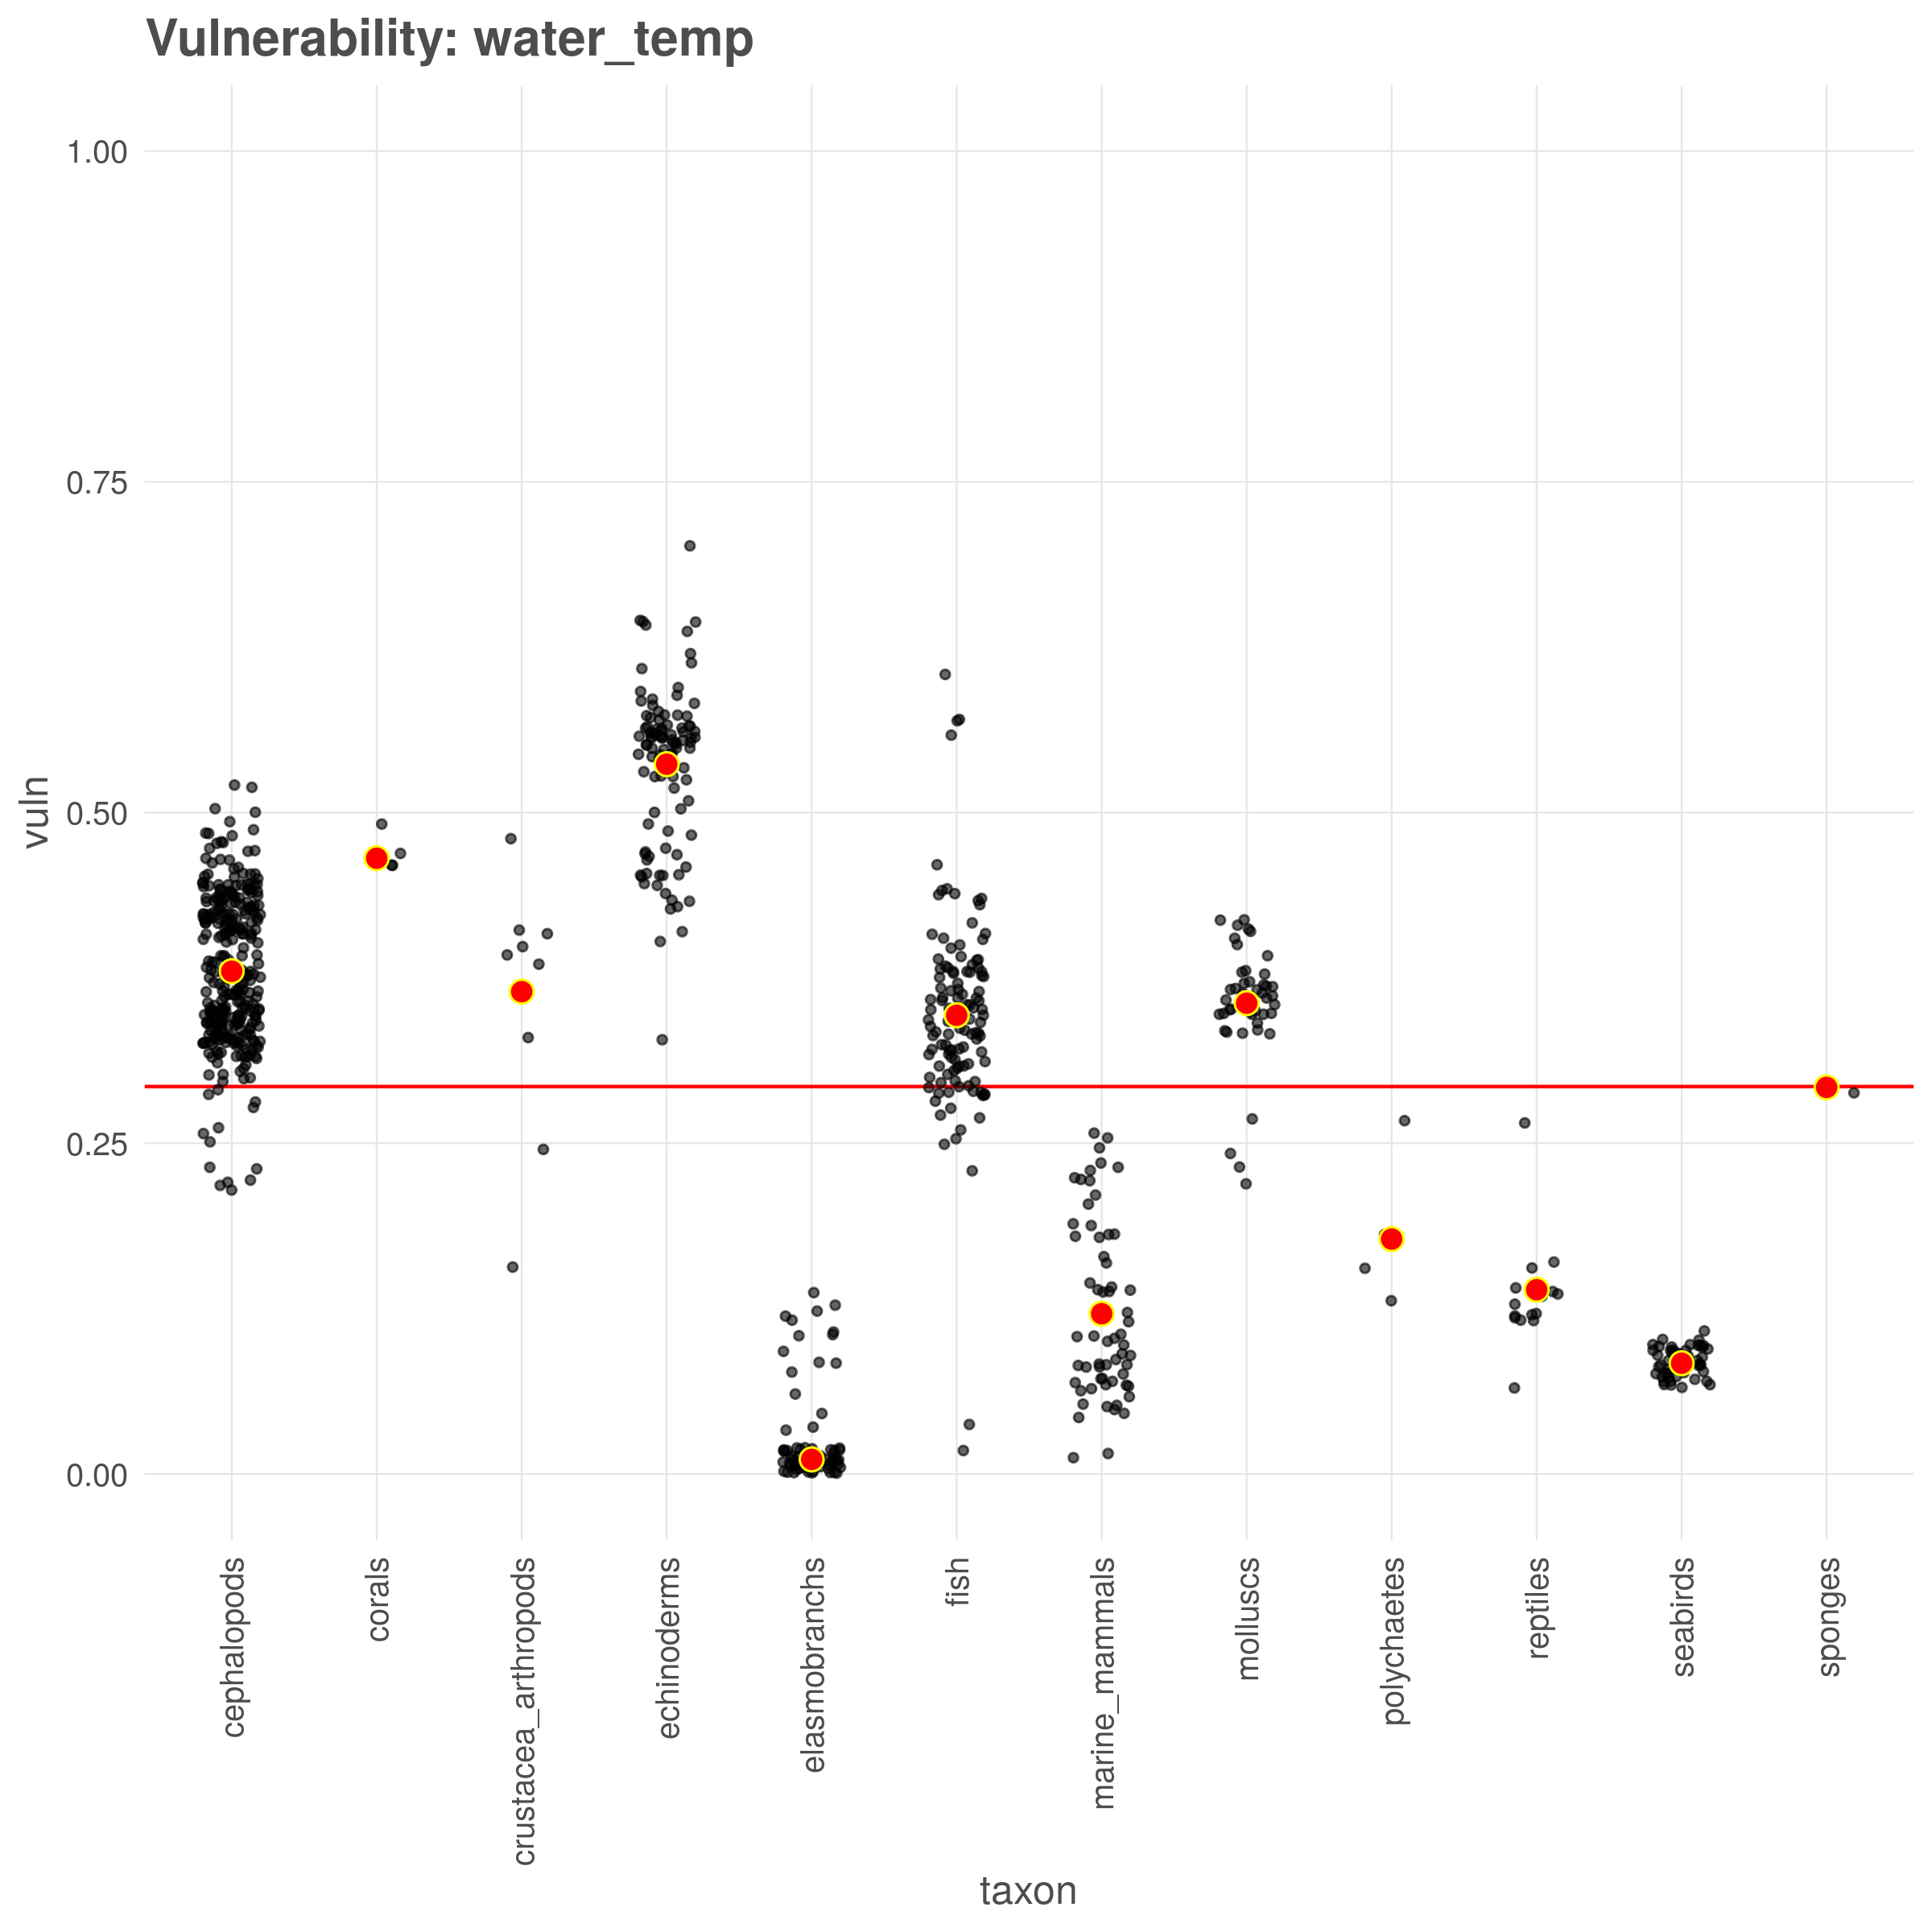 Vulnerability: water_temp
1.00
0.75
0.50
0.25
0.00
vuln
cephalopods
corals
crustacea_arthropods
echinoderms
elasmobranchs
fish
marine_mammals
molluscs
polychaetes
reptiles
seabirds
sponges
taxon